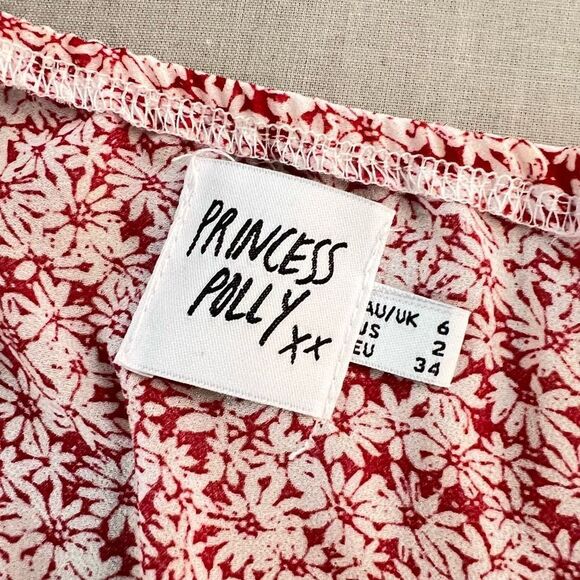 PRINCESS
POLLY xx
AU/UK 6
US 2
EU 34